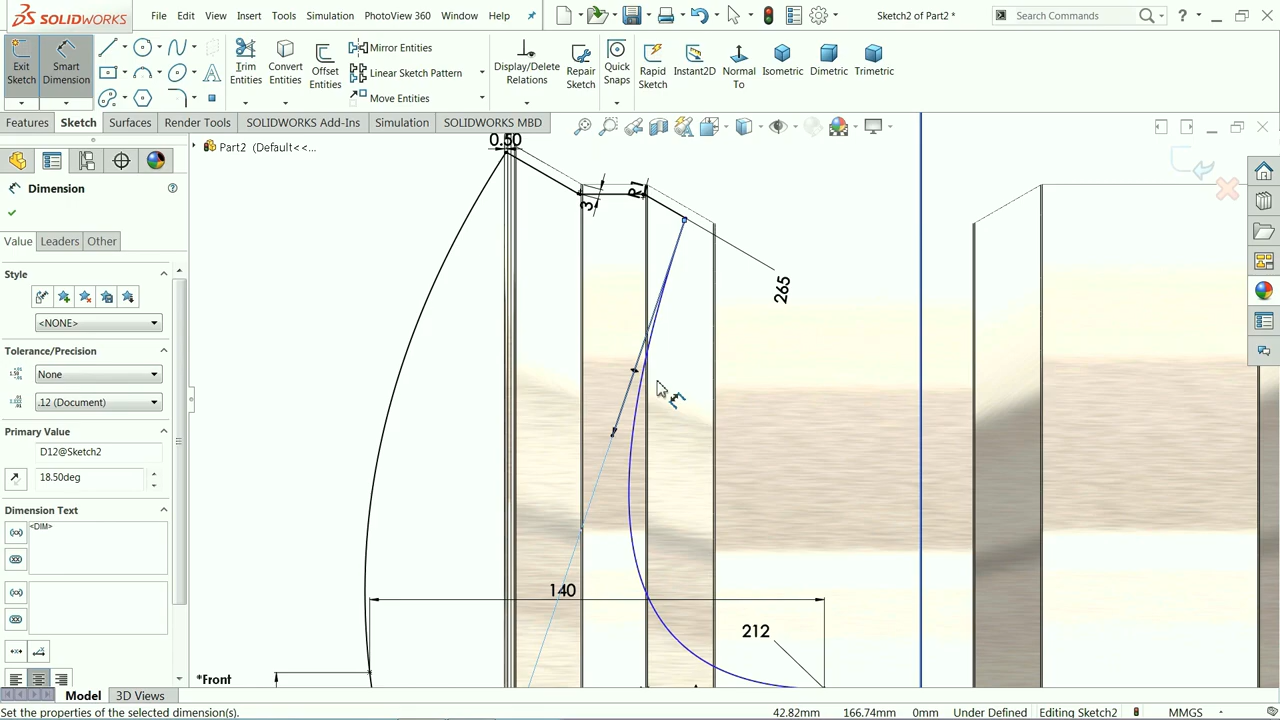 SOLIDWORKS
File Edit View Insert Tools Simulation PhotoView 360 Window Help
Sketch2 of Part2 *
Search Commands
Exit Sketch
Smart Dimension
Trim Entities
Convert Entities
Offset Entities
Mirror Entities
Linear Sketch Pattern
Move Entities
Display/Delete Relations
Repair Sketch
Quick Snaps
Rapid Sketch
Instant2D
Normal To
Isometric
Dimetric
Trimetric
Features Sketch Surfaces Render Tools SOLIDWORKS Add-Ins Simulation SOLIDWORKS MBD
Part2 (Default<<...
Dimension
Value Leaders Other
Style
<NONE>
Tolerance/Precision
None
.12 (Document)
Primary Value
D12@Sketch2
18.50deg
Dimension Text
<DIM>
0.50
3
R1
265
140
212
*Front
Model 3D Views
Set the properties of the selected dimension(s).
42.82mm 166.74mm 0mm Under Defined Editing Sketch2 MMGS